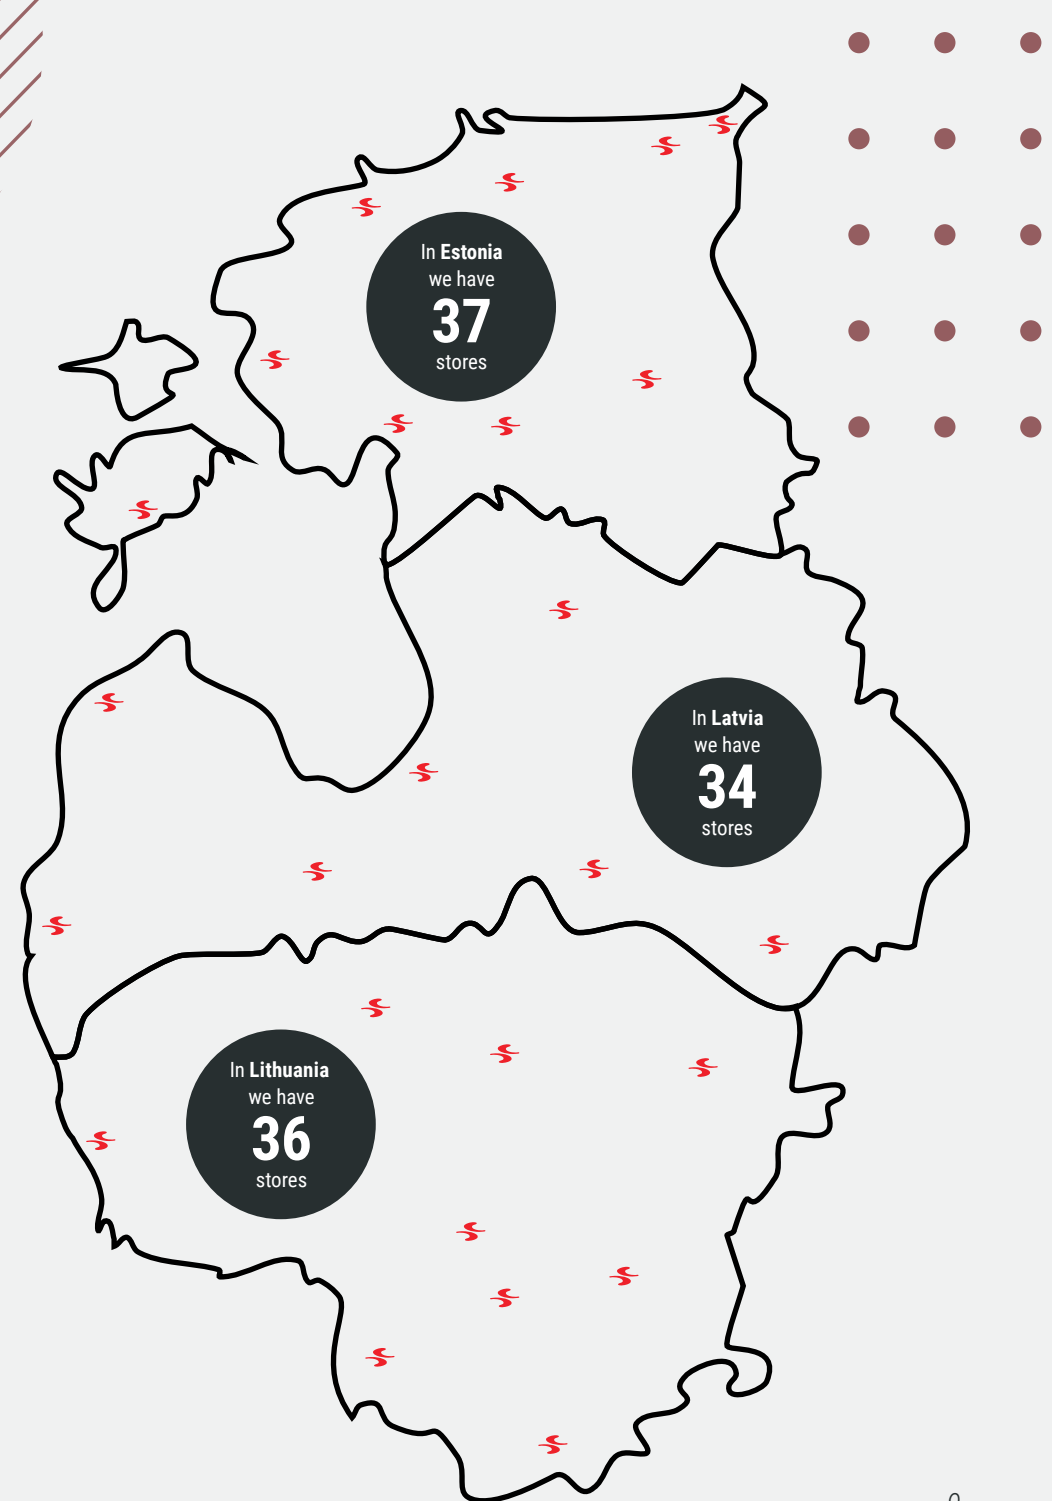 In Estonia
we have
37
stores
In Latvia
we have
34
stores
In Lithuania
we have
36
stores